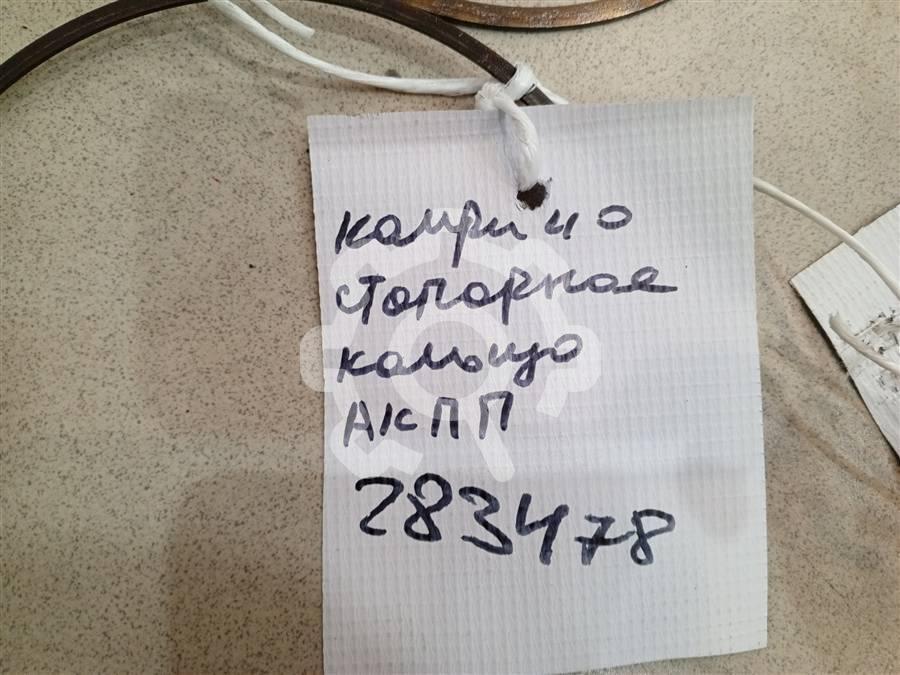 камри 40
стопорное
кольцо
АКПП
283478